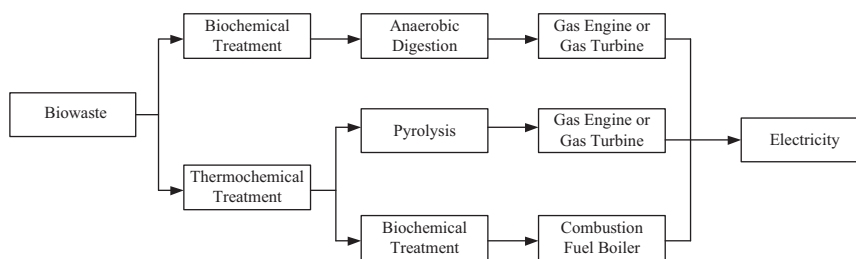 Biochemical
Treatment
Anaerobic
Digestion
Gas Engine or
Gas Turbine
Biowaste
Pyrolysis
Gas Engine or
Gas Turbine
Electricity
Thermochemical
Treatment
Biochemical
Treatment
Combustion
Fuel Boiler